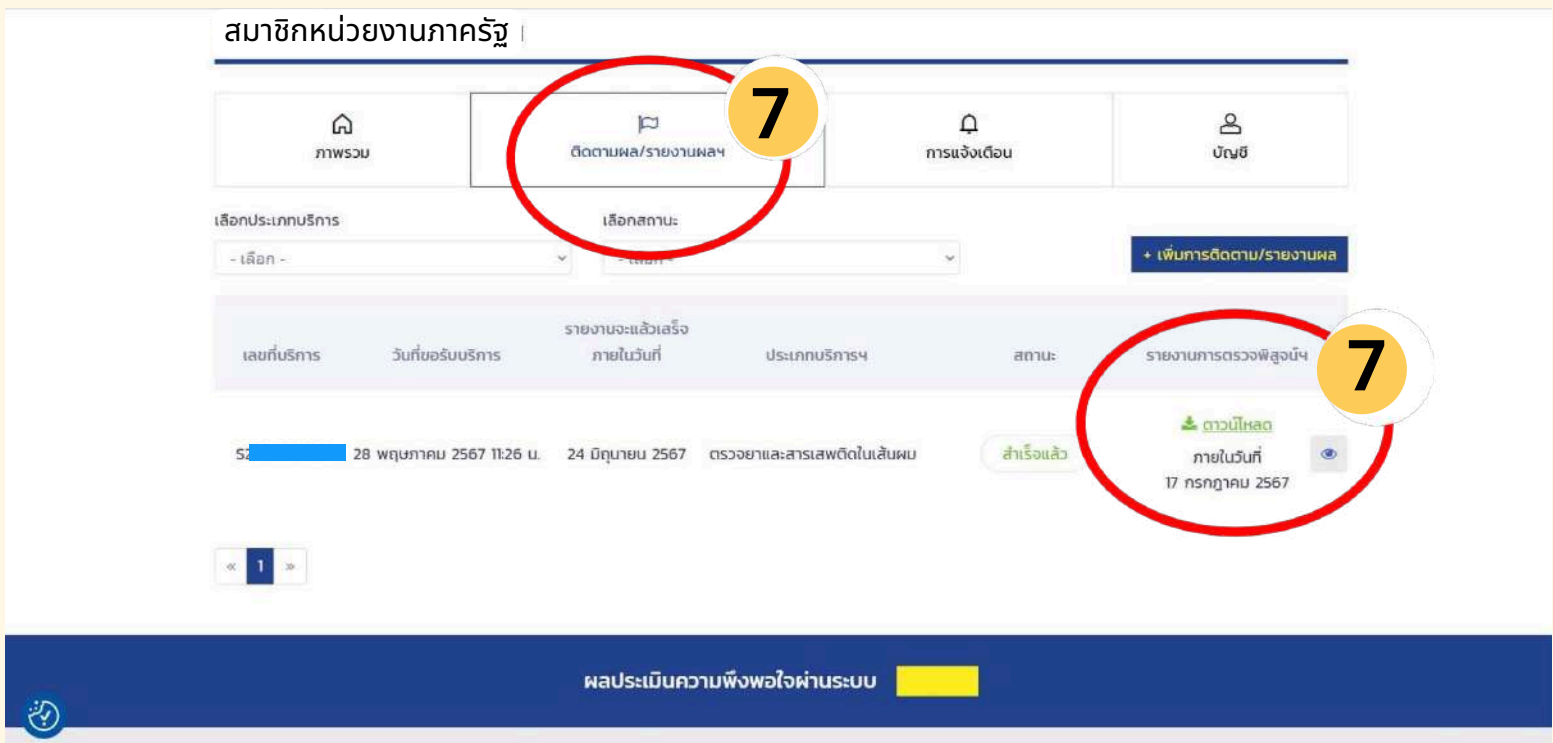 สมาชิกหน่วยงานภาครัฐ
7
ภาพรวม
ติดตามผล/รายงานผลฯ
การแจ้งเตือน
บัญชี
เลือกประเภทบริการ
เลือกสถานะ
- เลือก -
- เลือก -
+ เพิ่มการติดตาม/รายงานผล
เลขที่บริการ
วันที่ขอรับบริการ
รายงานจะแล้วเสร็จ
ภายในวันที่
ประเภทบริการฯ
สถานะ
รายงานการตรวจพิสูจน์ฯ
7
S2
28 พฤษภาคม 2567 11:26 น.
24 มิถุนายน 2567
ตรวจยาและสารเสพติดในเส้นผม
สำเร็จแล้ว
ดาวน์โหลด
ภายในวันที่
17 กรกฎาคม 2567
« 1 »
ผลประเมินความพึงพอใจผ่านระบบ